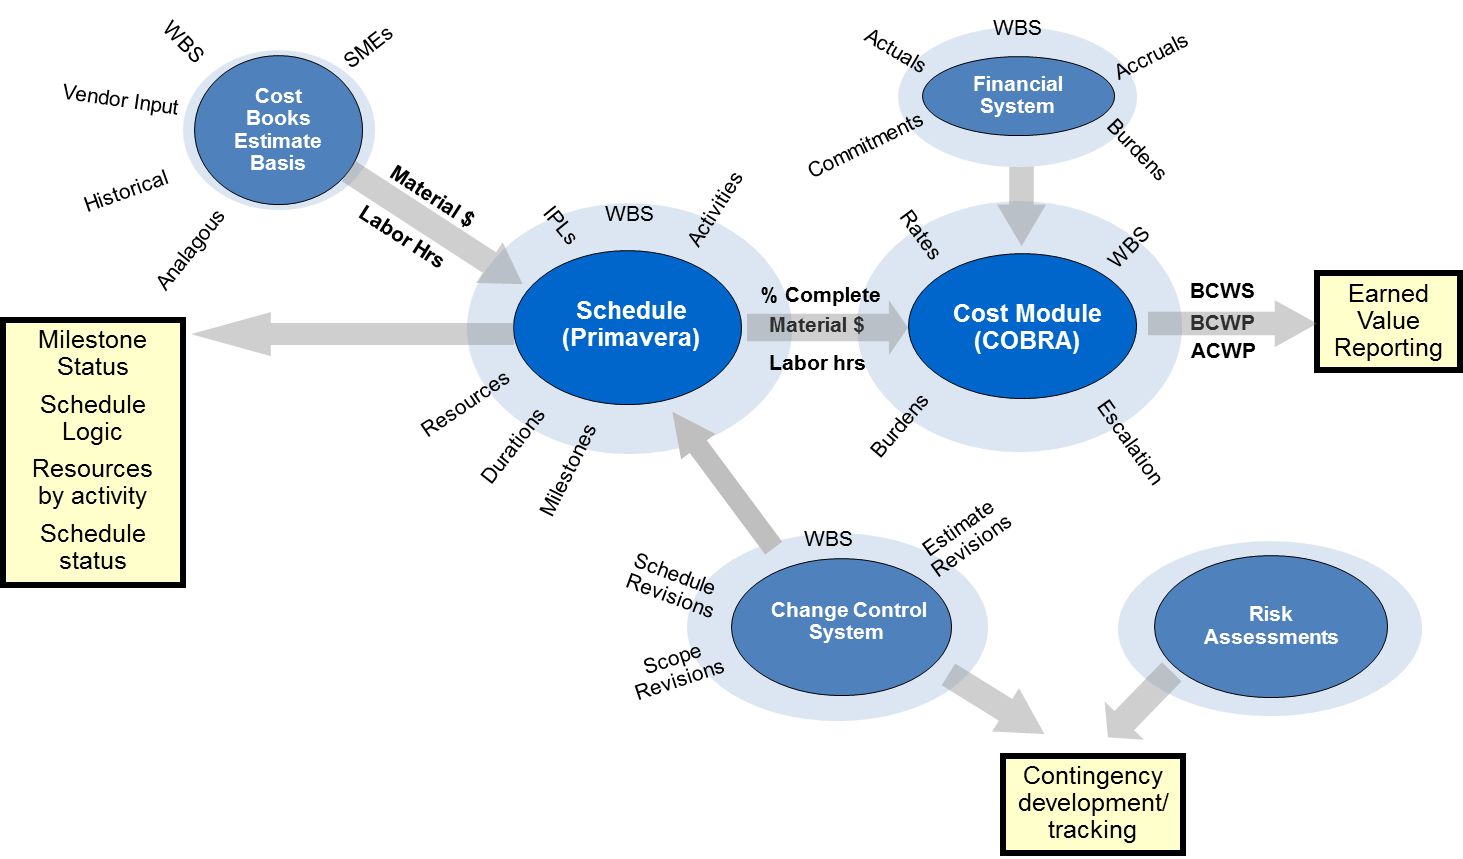 WBS
SMEs
Vendor Input
Historical
Analagous
Cost
Books
Estimate
Basis
Material $
Labor Hrs
WBS
Actuals
Accruals
Commitments
Burdens
Financial
System
IPLs
WBS
Activities
Schedule
(Primavera)
Resources
Durations
Milestones
% Complete
Material $
Labor hrs
Rates
WBS
Cost Module
(COBRA)
Burdens
Escalation
BCWS
BCWP
ACWP
Earned
Value
Reporting
Milestone
Status
Schedule
Logic
Resources
by activity
Schedule
status
WBS
Estimate
Revisions
Schedule
Revisions
Scope
Revisions
Change Control
System
Risk
Assessments
Contingency
development/
tracking